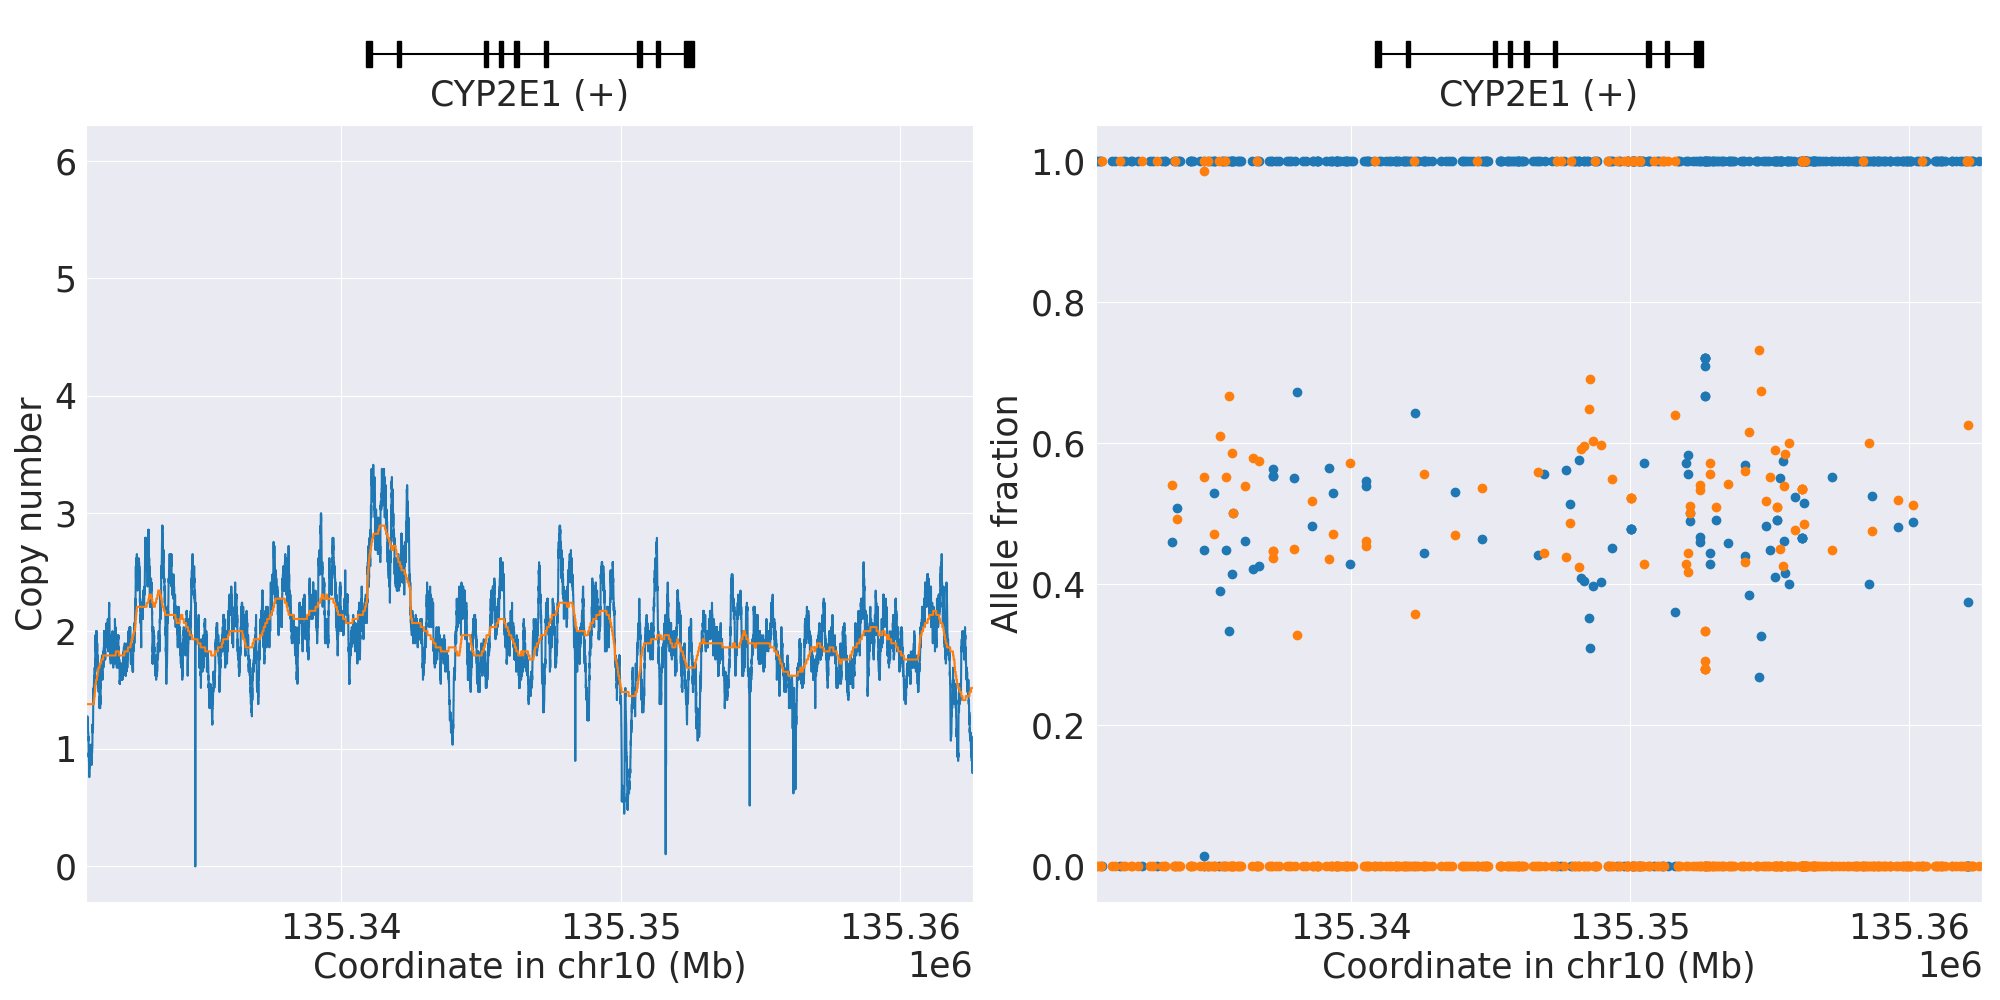 CYP2E1 (+)
6
5
4
3
2
1
0
Copy number
135.34 135.35 135.36
Coordinate in chr10 (Mb)
1e6
CYP2E1 (+)
1.0
0.8
0.6
0.4
0.2
0.0
Allele fraction
135.34 135.35 135.36
Coordinate in chr10 (Mb)
1e6